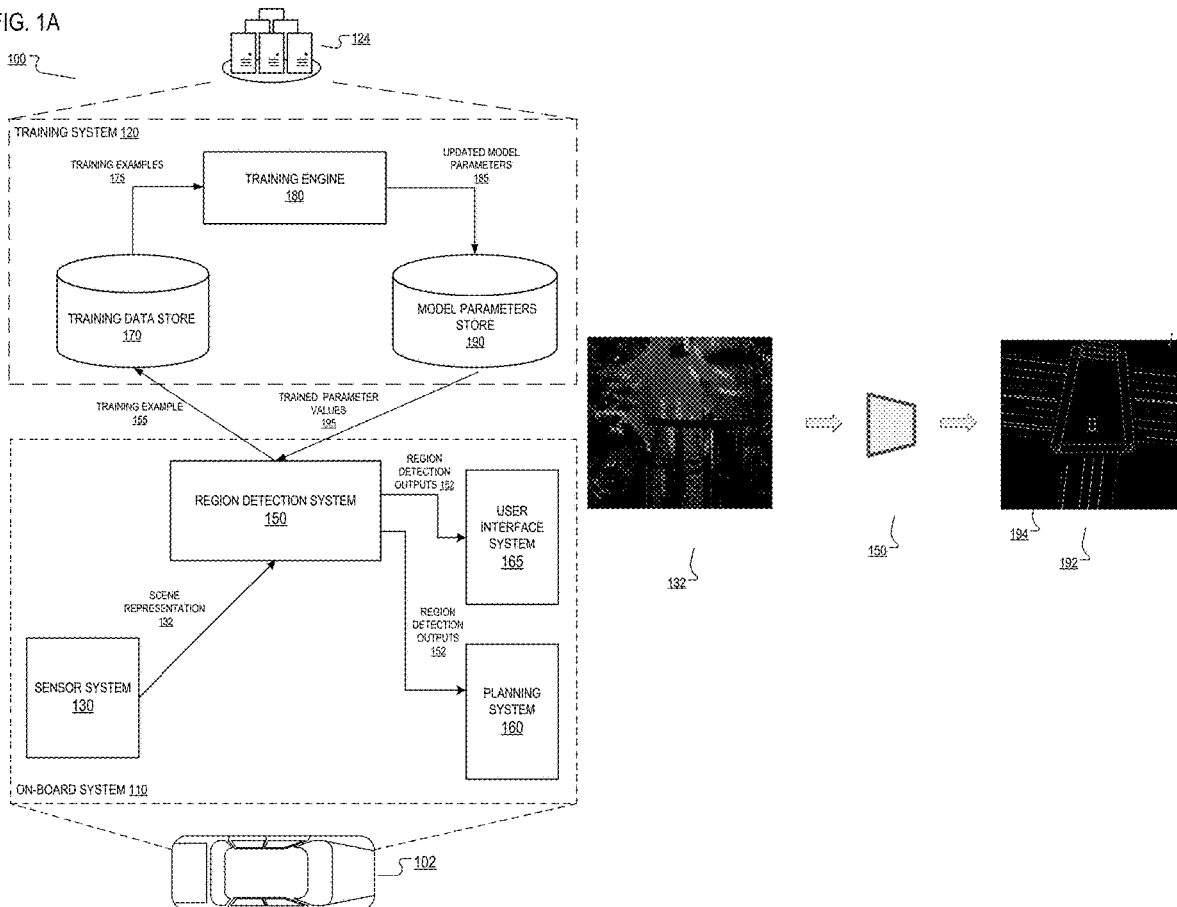 FIG. 1A
100
124
TRAINING SYSTEM 120
TRAINING EXAMPLES
175
UPDATED MODEL
PARAMETERS
185
TRAINING ENGINE
180
TRAINING DATA STORE
170
MODEL PARAMETERS
STORE
190
TRAINING EXAMPLE
155
TRAINED PARAMETER
VALUES
195
REGION DETECTION SYSTEM
150
REGION
DETECTION
OUTPUTS 152
USER
INTERFACE
SYSTEM
165
SCENE
REPRESENTATION
132
REGION
DETECTION
OUTPUTS
152
SENSOR SYSTEM
130
PLANNING
SYSTEM
160
ON-BOARD SYSTEM 110
102
132
150
194
192